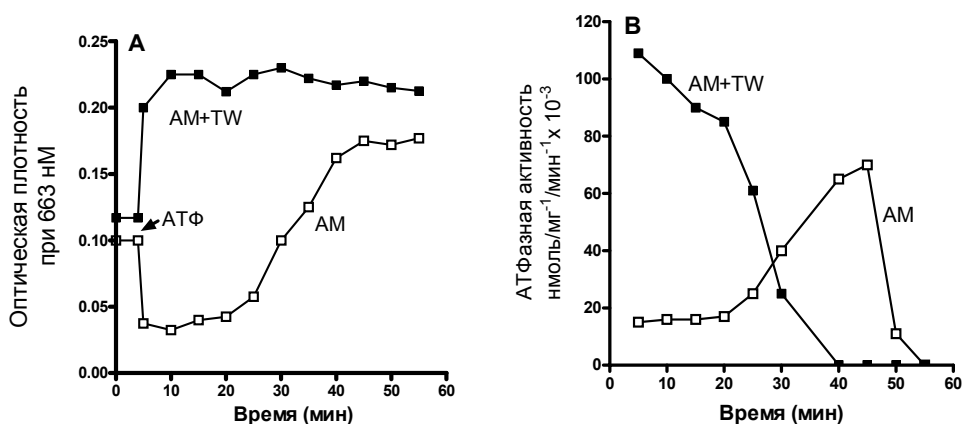 A
Оптическая плотность
при 663 нМ
0.25
0.20
0.15
0.10
0.05
0.00
AM+TW
АТФ
AM
0 10 20 30 40 50 60
Время (мин)
B
АТФазная активность
нмоль/мг⁻¹/мин⁻¹x 10⁻³
120
100
80
60
40
20
0
AM+TW
AM
0 10 20 30 40 50 60
Время (мин)